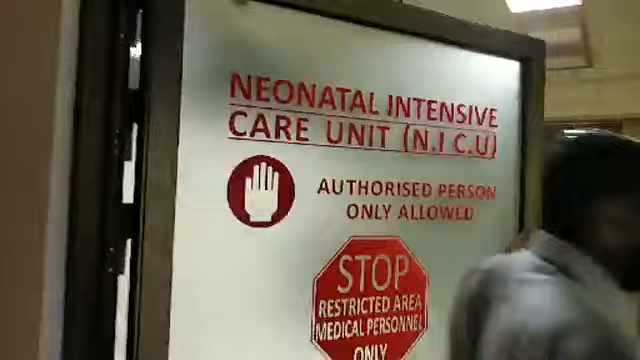 NEONATAL INTENSIVE
CARE UNIT (N.I C.U)
AUTHORISED PERSON
ONLY ALLOWED
STOP
RESTRICTED AREA
MEDICAL PERSONNEL
ONLY